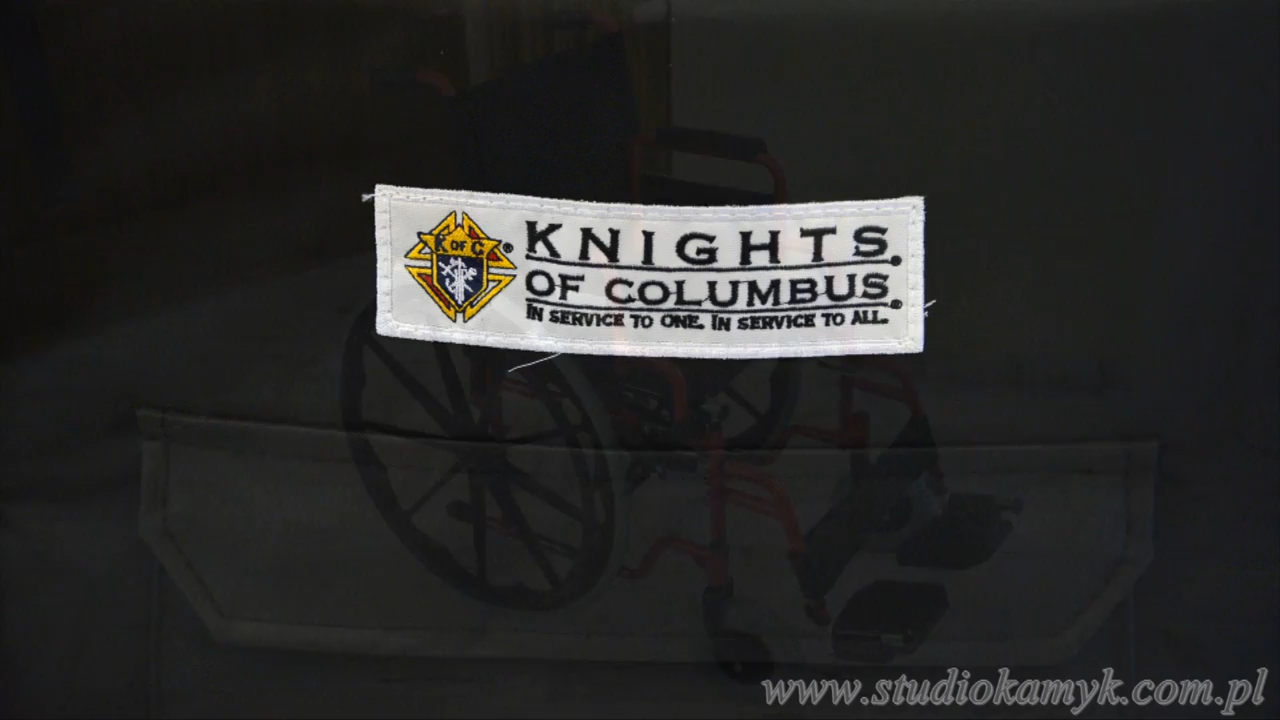 K OF C ®
KNIGHTS
OF COLUMBUS.®
IN SERVICE TO ONE. IN SERVICE TO ALL.
www.studiokamyk.com.pl